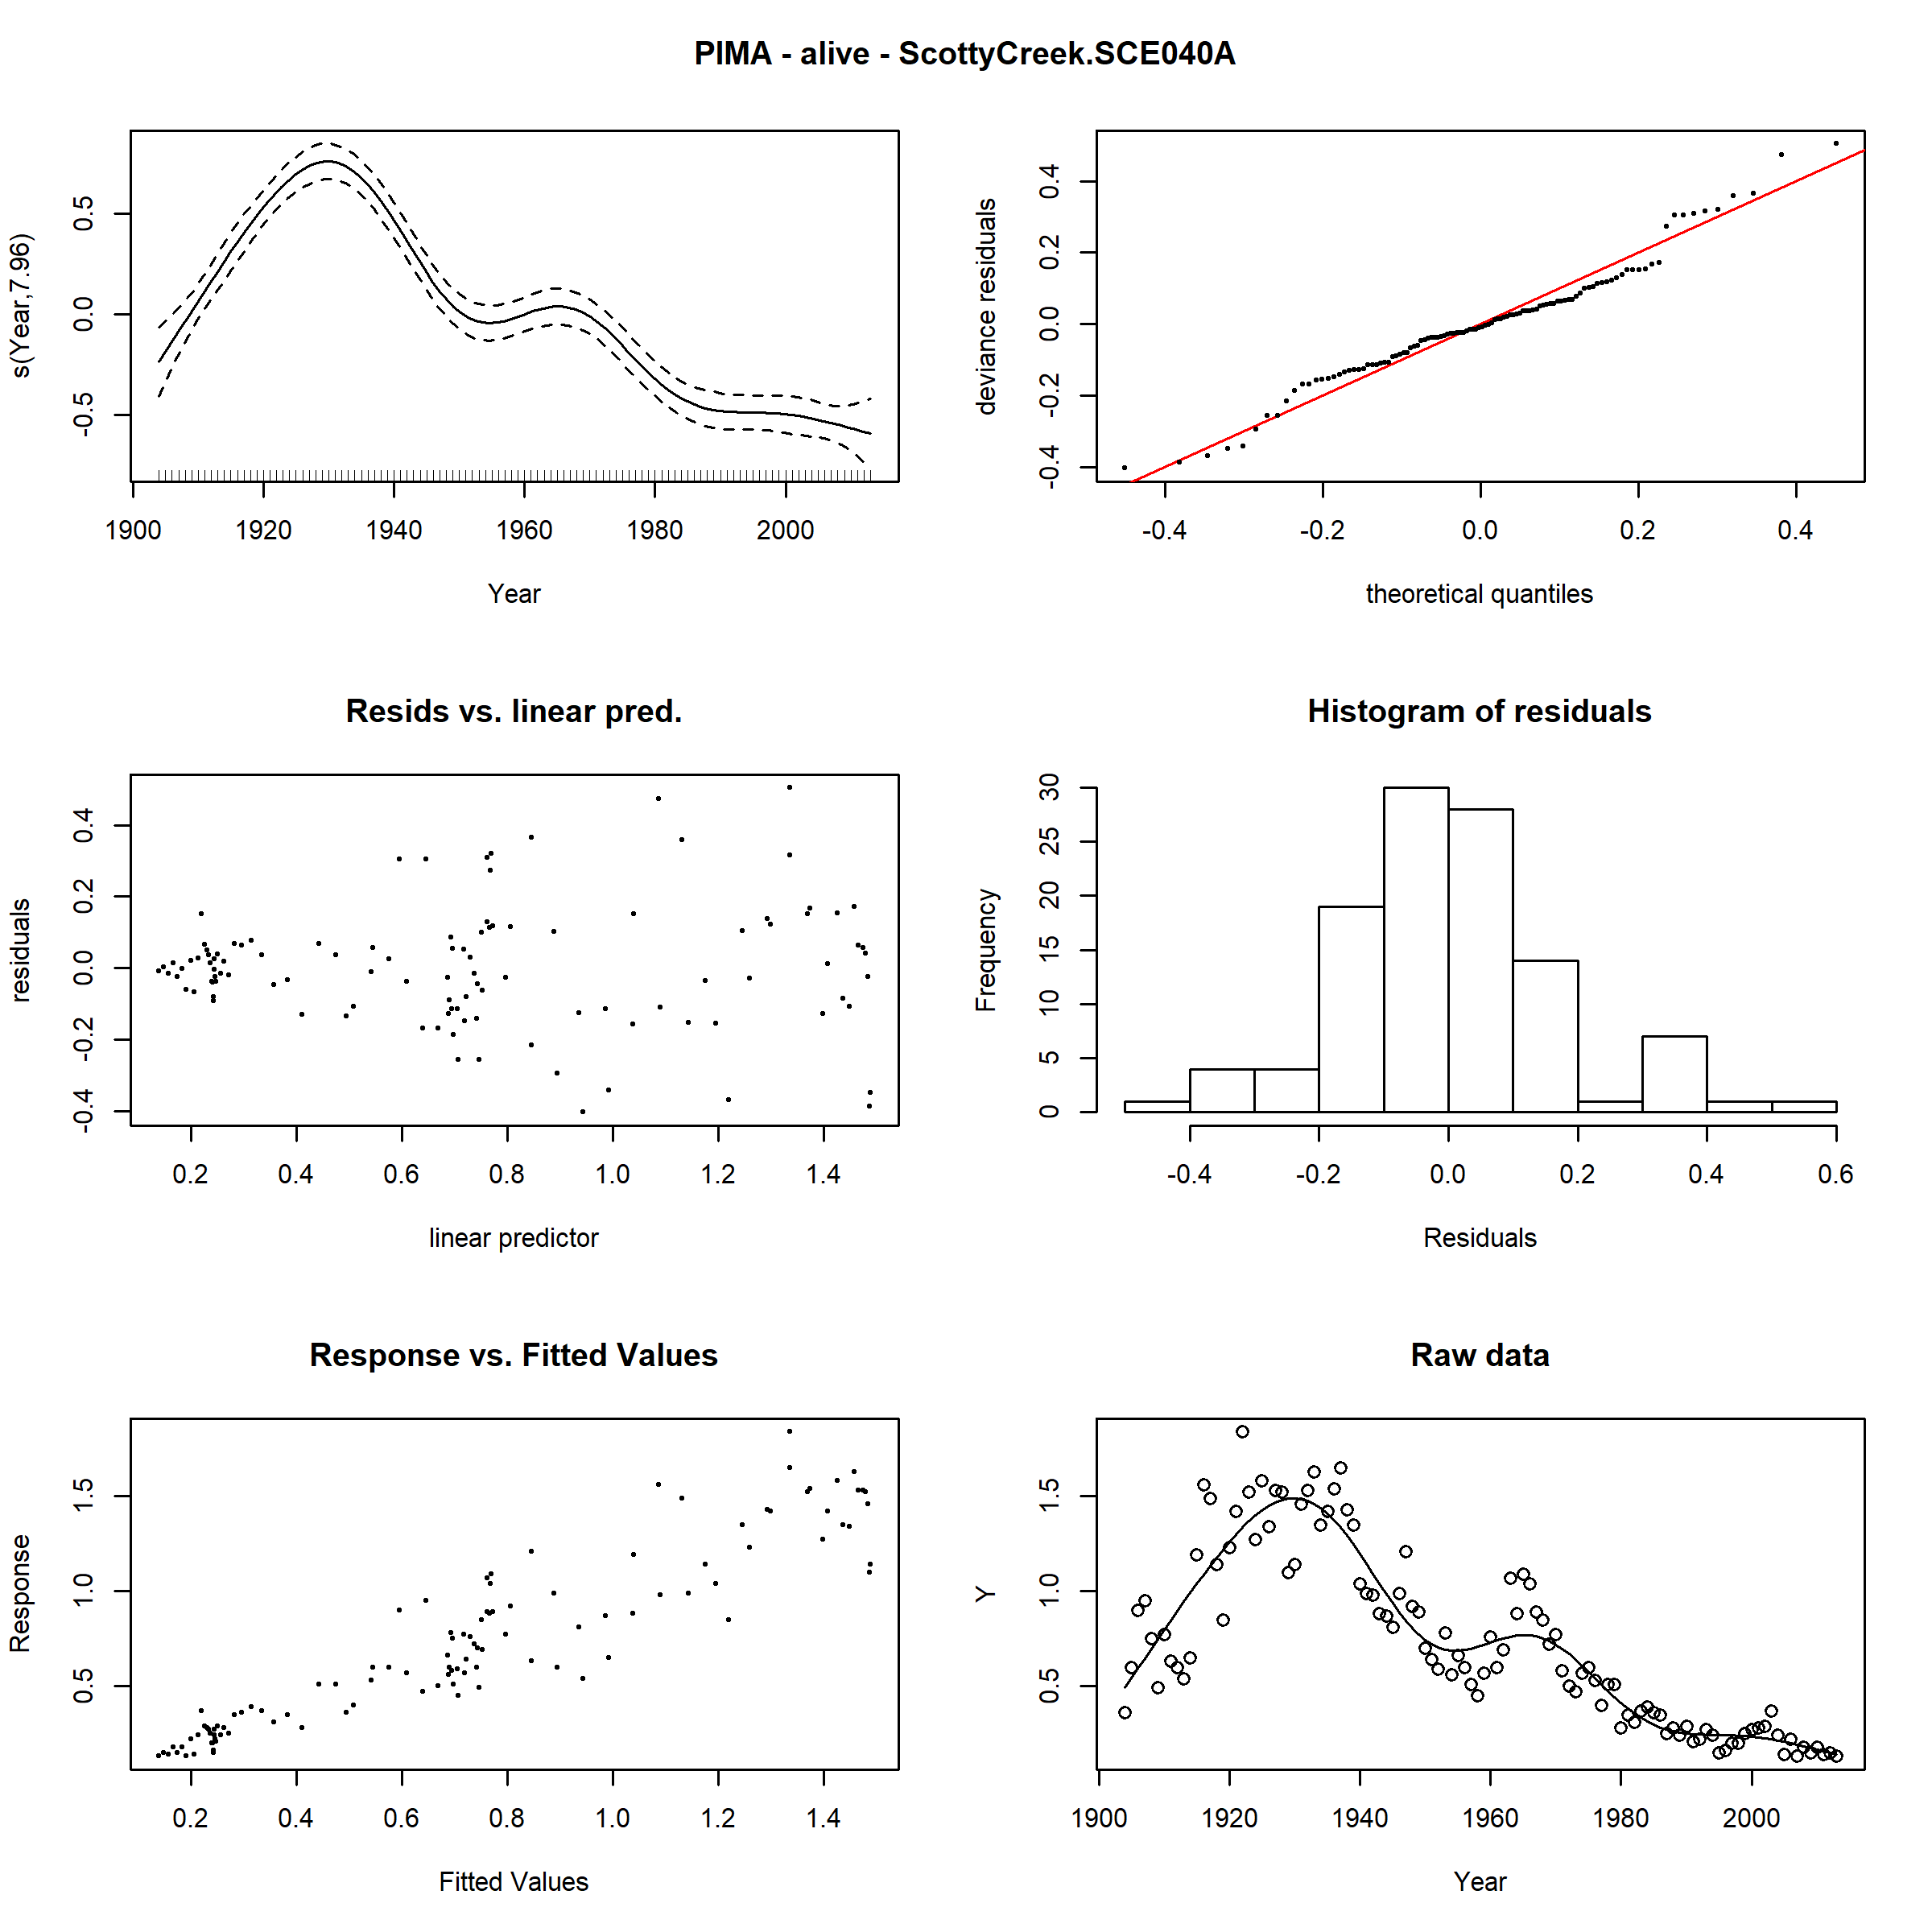 PIMA - alive - ScottyCreek.SCE040A
s(Year,7.96)
0.5
0.0
-0.5
1900 1920 1940 1960 1980 2000
Year
deviance residuals
0.4
0.2
0.0
-0.2
-0.4
-0.4 -0.2 0.0 0.2 0.4
theoretical quantiles
Resids vs. linear pred.
residuals
0.4
0.2
0.0
-0.2
-0.4
0.2 0.4 0.6 0.8 1.0 1.2 1.4
linear predictor
Histogram of residuals
Frequency
30
25
20
15
10
5
0
-0.4 -0.2 0.0 0.2 0.4 0.6
Residuals
Response vs. Fitted Values
Response
1.5
1.0
0.5
0.2 0.4 0.6 0.8 1.0 1.2 1.4
Fitted Values
Raw data
Y
1.5
1.0
0.5
1900 1920 1940 1960 1980 2000
Year